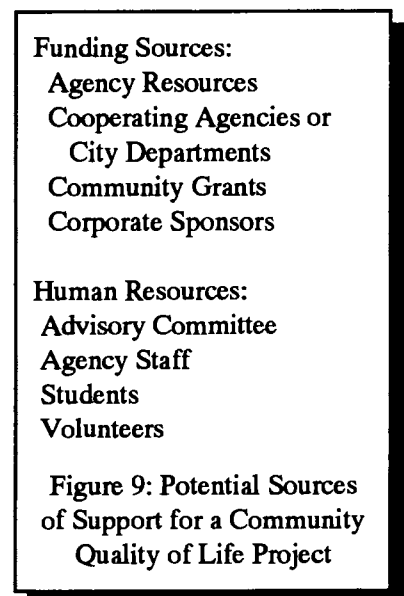 Funding Sources:
Agency Resources
Cooperating Agencies or
City Departments
Community Grants
Corporate Sponsors
Human Resources:
Advisory Committee
Agency Staff
Students
Volunteers
Figure 9: Potential Sources
of Support for a Community
Quality of Life Project